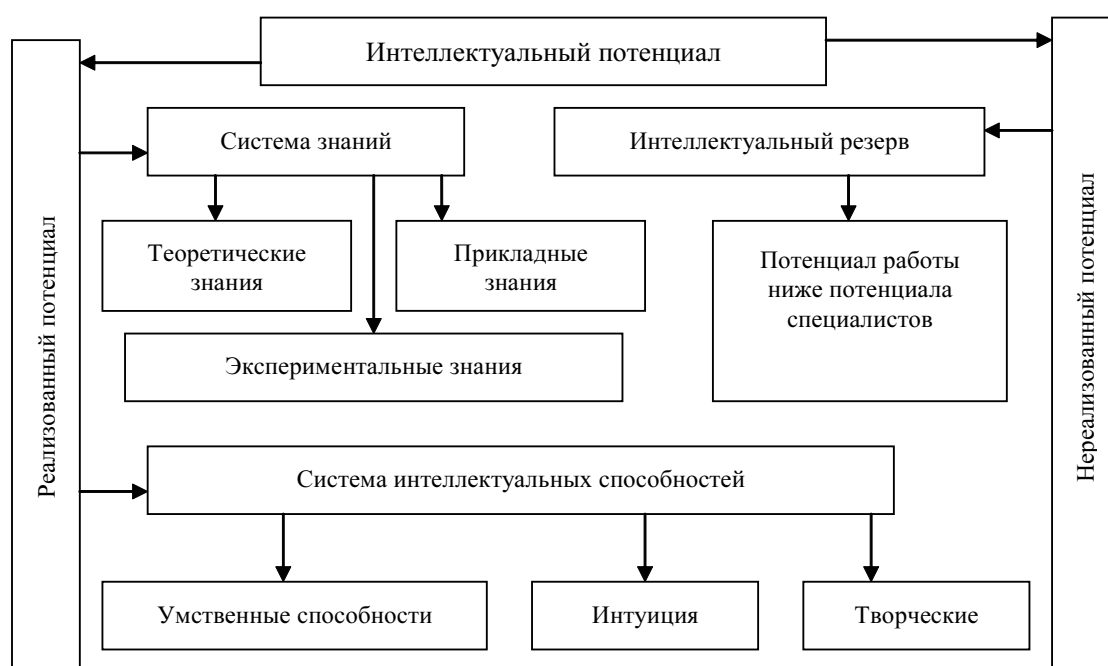 Интеллектуальный потенциал
Реализованный потенциал
Нереализованный потенциал
Система знаний
Интеллектуальный резерв
Теоретические
знания
Прикладные
знания
Потенциал работы
ниже потенциала
специалистов
Экспериментальные знания
Система интеллектуальных способностей
Умственные способности
Интуиция
Творческие